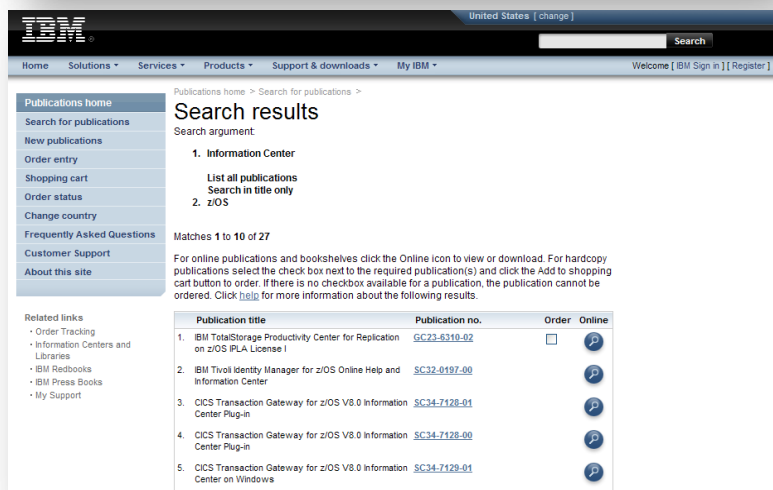 United States [ change ]
IBM®
Search
Home Solutions Services Products Support & downloads My IBM Welcome [ IBM Sign in ] [ Register ]
Publications home
Search for publications
New publications
Order entry
Shopping cart
Order status
Change country
Frequently Asked Questions
Customer Support
About this site
Related links
· Order Tracking
· Information Centers and
Libraries
· IBM Redbooks
· IBM Press Books
· My Support
Publications home > Search for publications >
Search results
Search argument:
1. Information Center
List all publications
Search in title only
2. z/OS
Matches 1 to 10 of 27
For online publications and bookshelves click the Online icon to view or download. For hardcopy
publications select the check box next to the required publication(s) and click the Add to shopping
cart button to order. If there is no checkbox available for a publication, the publication cannot be
ordered. Click help for more information about the following results.
Publication title Publication no. Order Online
1. IBM TotalStorage Productivity Center for Replication GC23-6310-02
on z/OS IPLA License I
2. IBM Tivoli Identity Manager for z/OS Online Help and SC32-0197-00
Information Center
3. CICS Transaction Gateway for z/OS V8.0 Information SC34-7128-01
Center Plug-in
4. CICS Transaction Gateway for z/OS V8.0 Information SC34-7128-00
Center Plug-in
5. CICS Transaction Gateway for z/OS V8.0 Information SC34-7129-01
Center on Windows